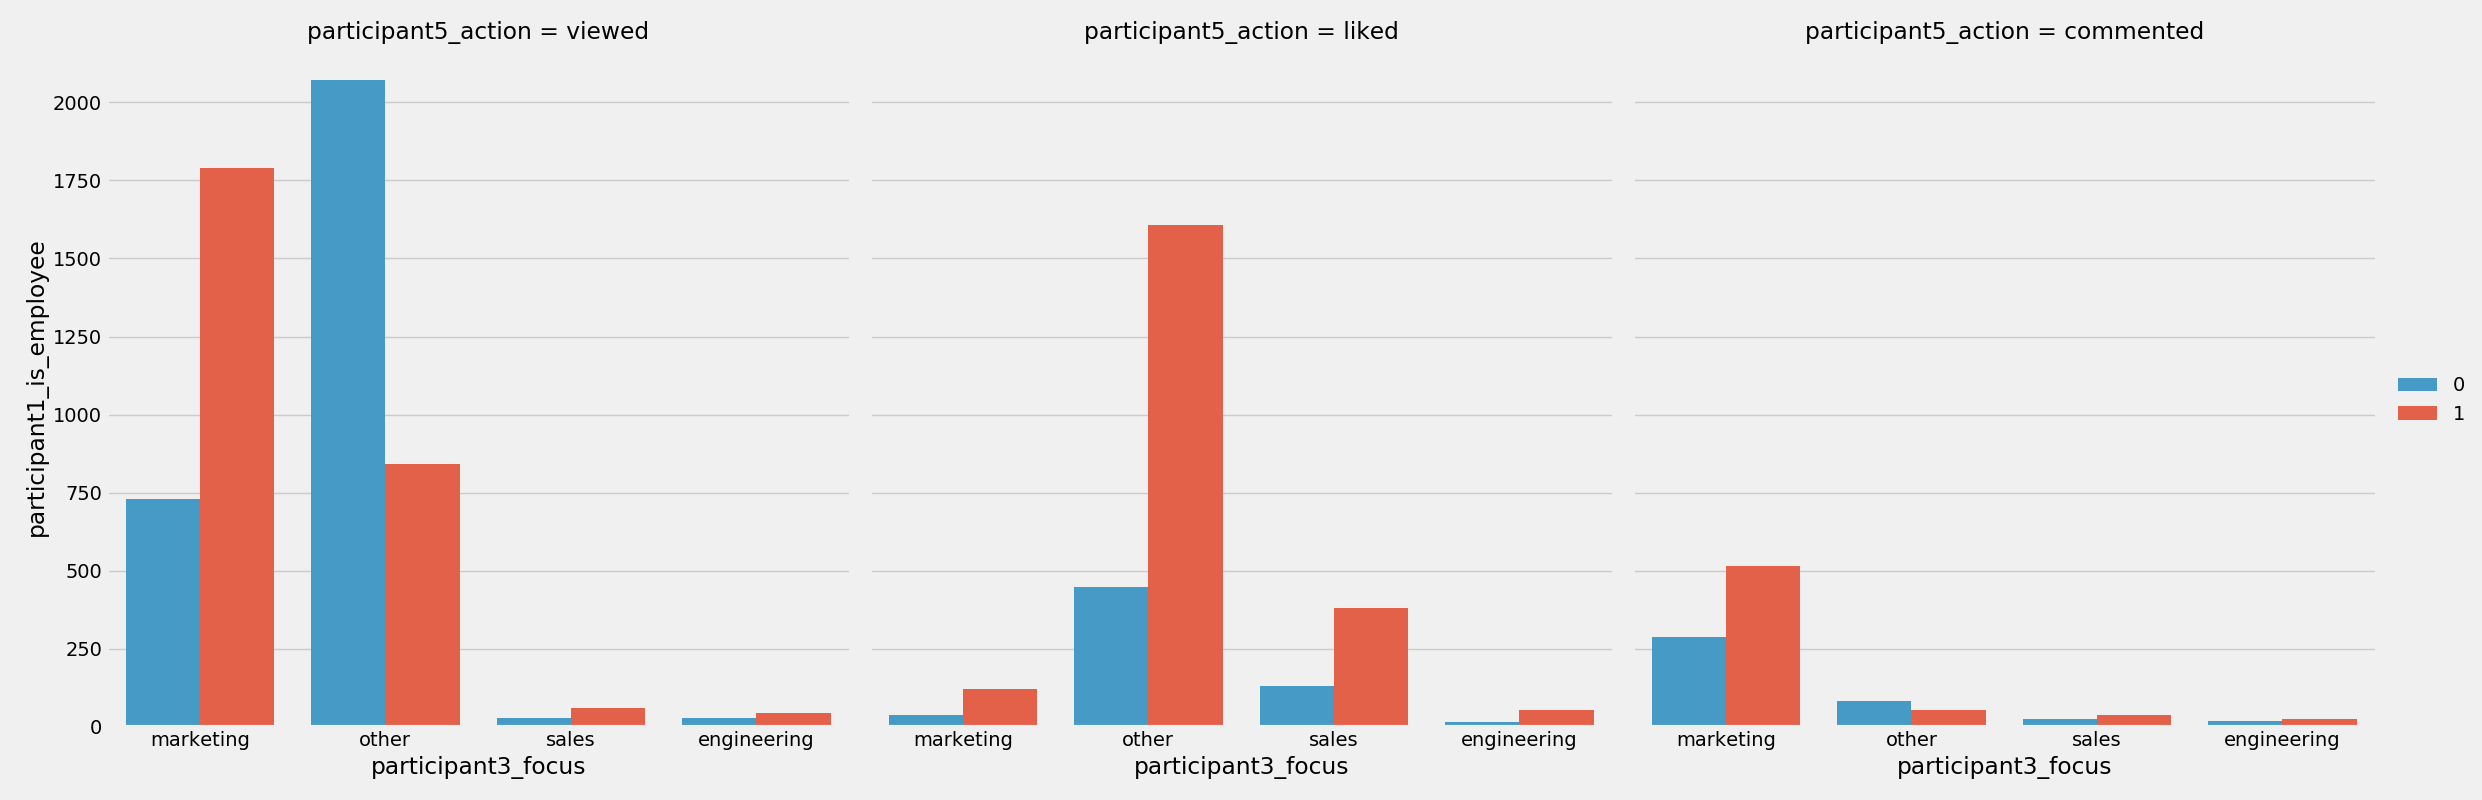 participant5_action = viewed
participant5_action = liked
participant5_action = commented
participant1_is_employee
2000
1750
1500
1250
1000
750
500
250
0
marketing other sales engineering
participant3_focus
marketing other sales engineering
participant3_focus
marketing other sales engineering
participant3_focus
0
1